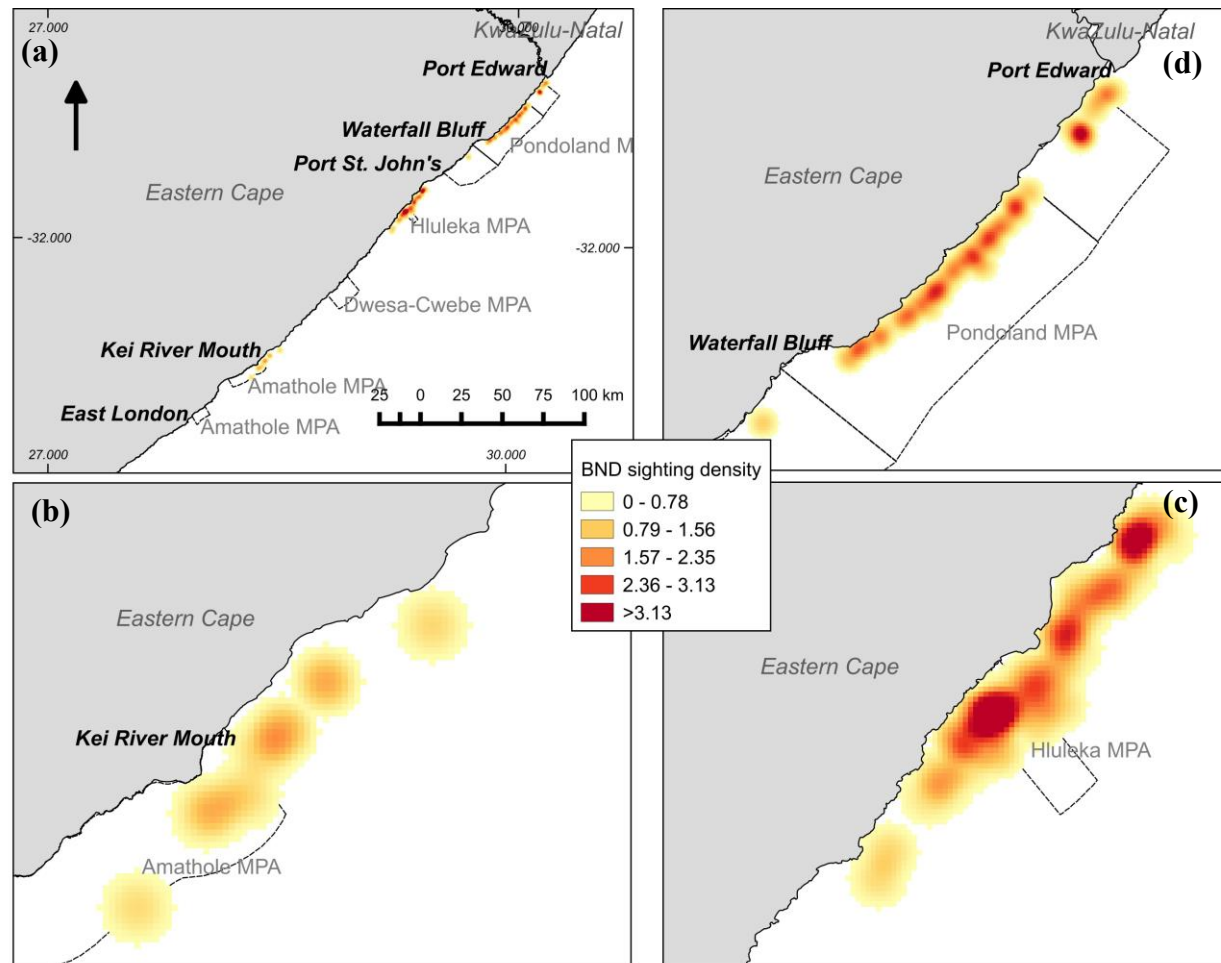 (a)
27.000
30.000
KwaZulu-Natal
Port Edward
Waterfall Bluff
Pondoland M
Port St. John's
Eastern Cape
Hluleka MPA
-32.000
-32.000
Dwesa-Cwebe MPA
Kei River Mouth
Amathole MPA
25 0 25 50 75 100 km
East London
Amathole MPA
27.000
30.000
KwaZulu-Natal
Port Edward
(d)
Eastern Cape
Pondoland MPA
Waterfall Bluff
BND sighting density
0 - 0.78
0.79 - 1.56
1.57 - 2.35
2.36 - 3.13
>3.13
(b)
Eastern Cape
Kei River Mouth
Amathole MPA
(c)
Eastern Cape
Hluleka MPA